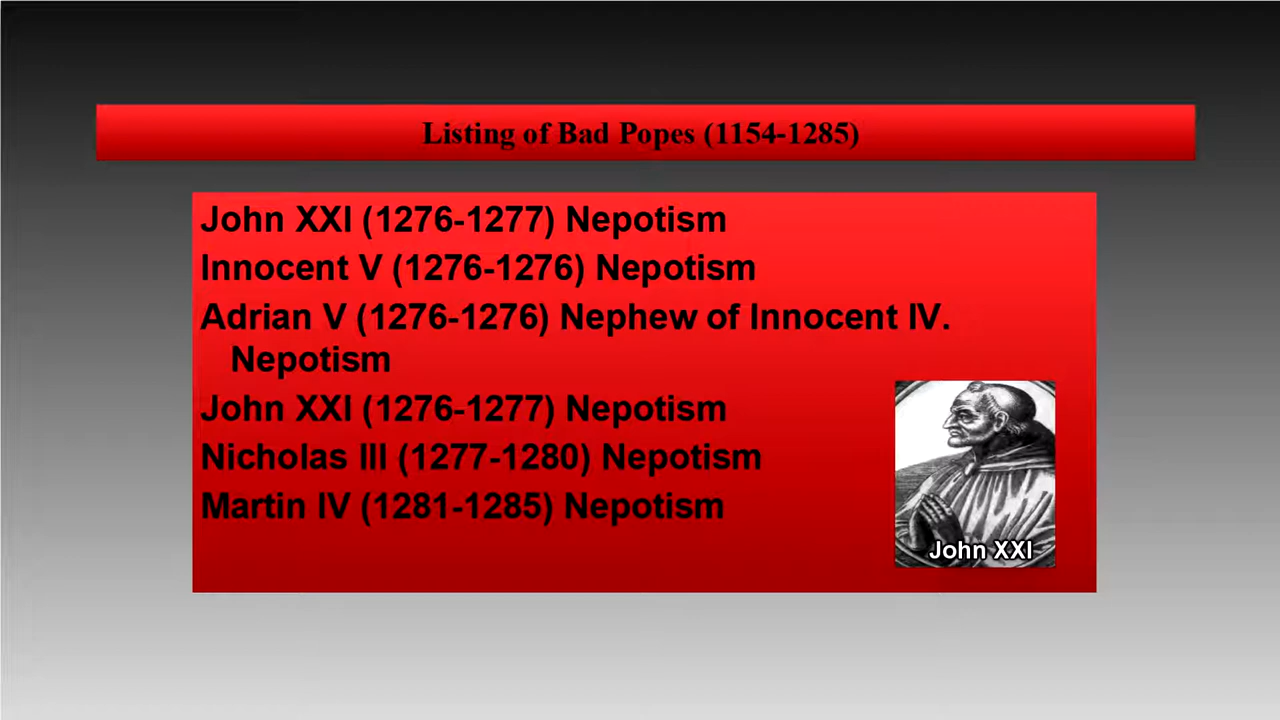 Listing of Bad Popes (1154-1285)
John XXI (1276-1277) Nepotism
Innocent V (1276-1276) Nepotism
Adrian V (1276-1276) Nephew of Innocent IV.
Nepotism
John XXI (1276-1277) Nepotism
Nicholas III (1277-1280) Nepotism
Martin IV (1281-1285) Nepotism
John XXI